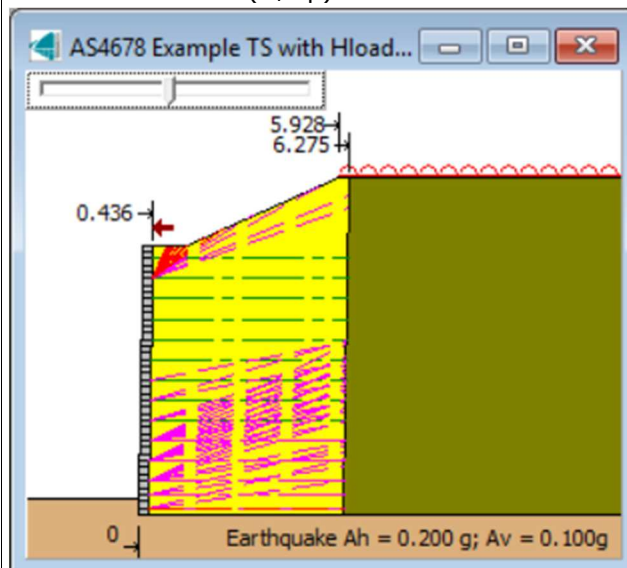 AS4678 Example TS with Hload...
5.928
6.275
0.436
0
Earthquake Ah = 0.200 g; Av = 0.100g